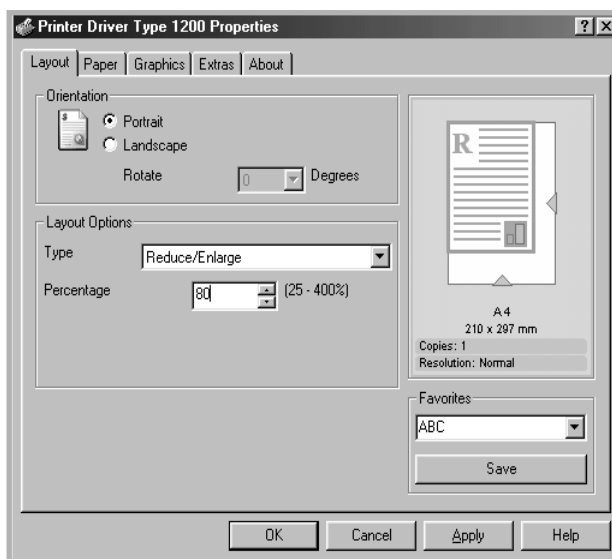 Printer Driver Type 1200 Properties
Layout Paper Graphics Extras About
Orientation
Portrait
Landscape
Rotate 0 Degrees
Layout Options
Type Reduce/Enlarge
Percentage 80 (25 - 400%)
R
A4
210 x 297 mm
Copies: 1
Resolution: Normal
Favorites
ABC
Save
OK Cancel Apply Help